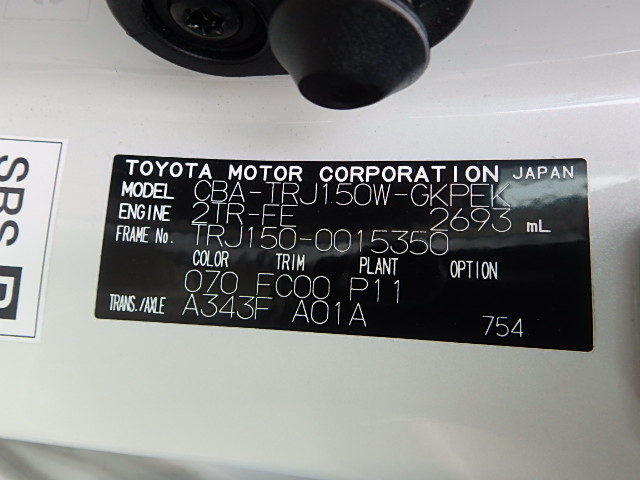 TOYOTA MOTOR CORPORATION JAPAN
MODEL CBA-TRJ150W-GKPEK
ENGINE 2TR-FE 2693 mL
FRAME No. TRJ150-0015350
COLOR TRIM PLANT OPTION
070 FC00 P11
TRANS./AXLE A343F A01A
754
SRS